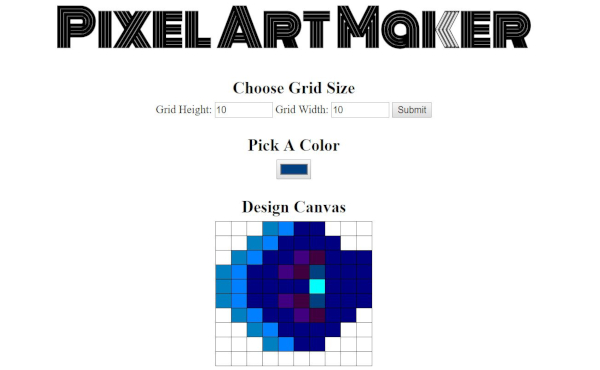 Pixel Art Maker
Choose Grid Size
Grid Height: 10 Grid Width: 10 Submit
Pick A Color
Design Canvas